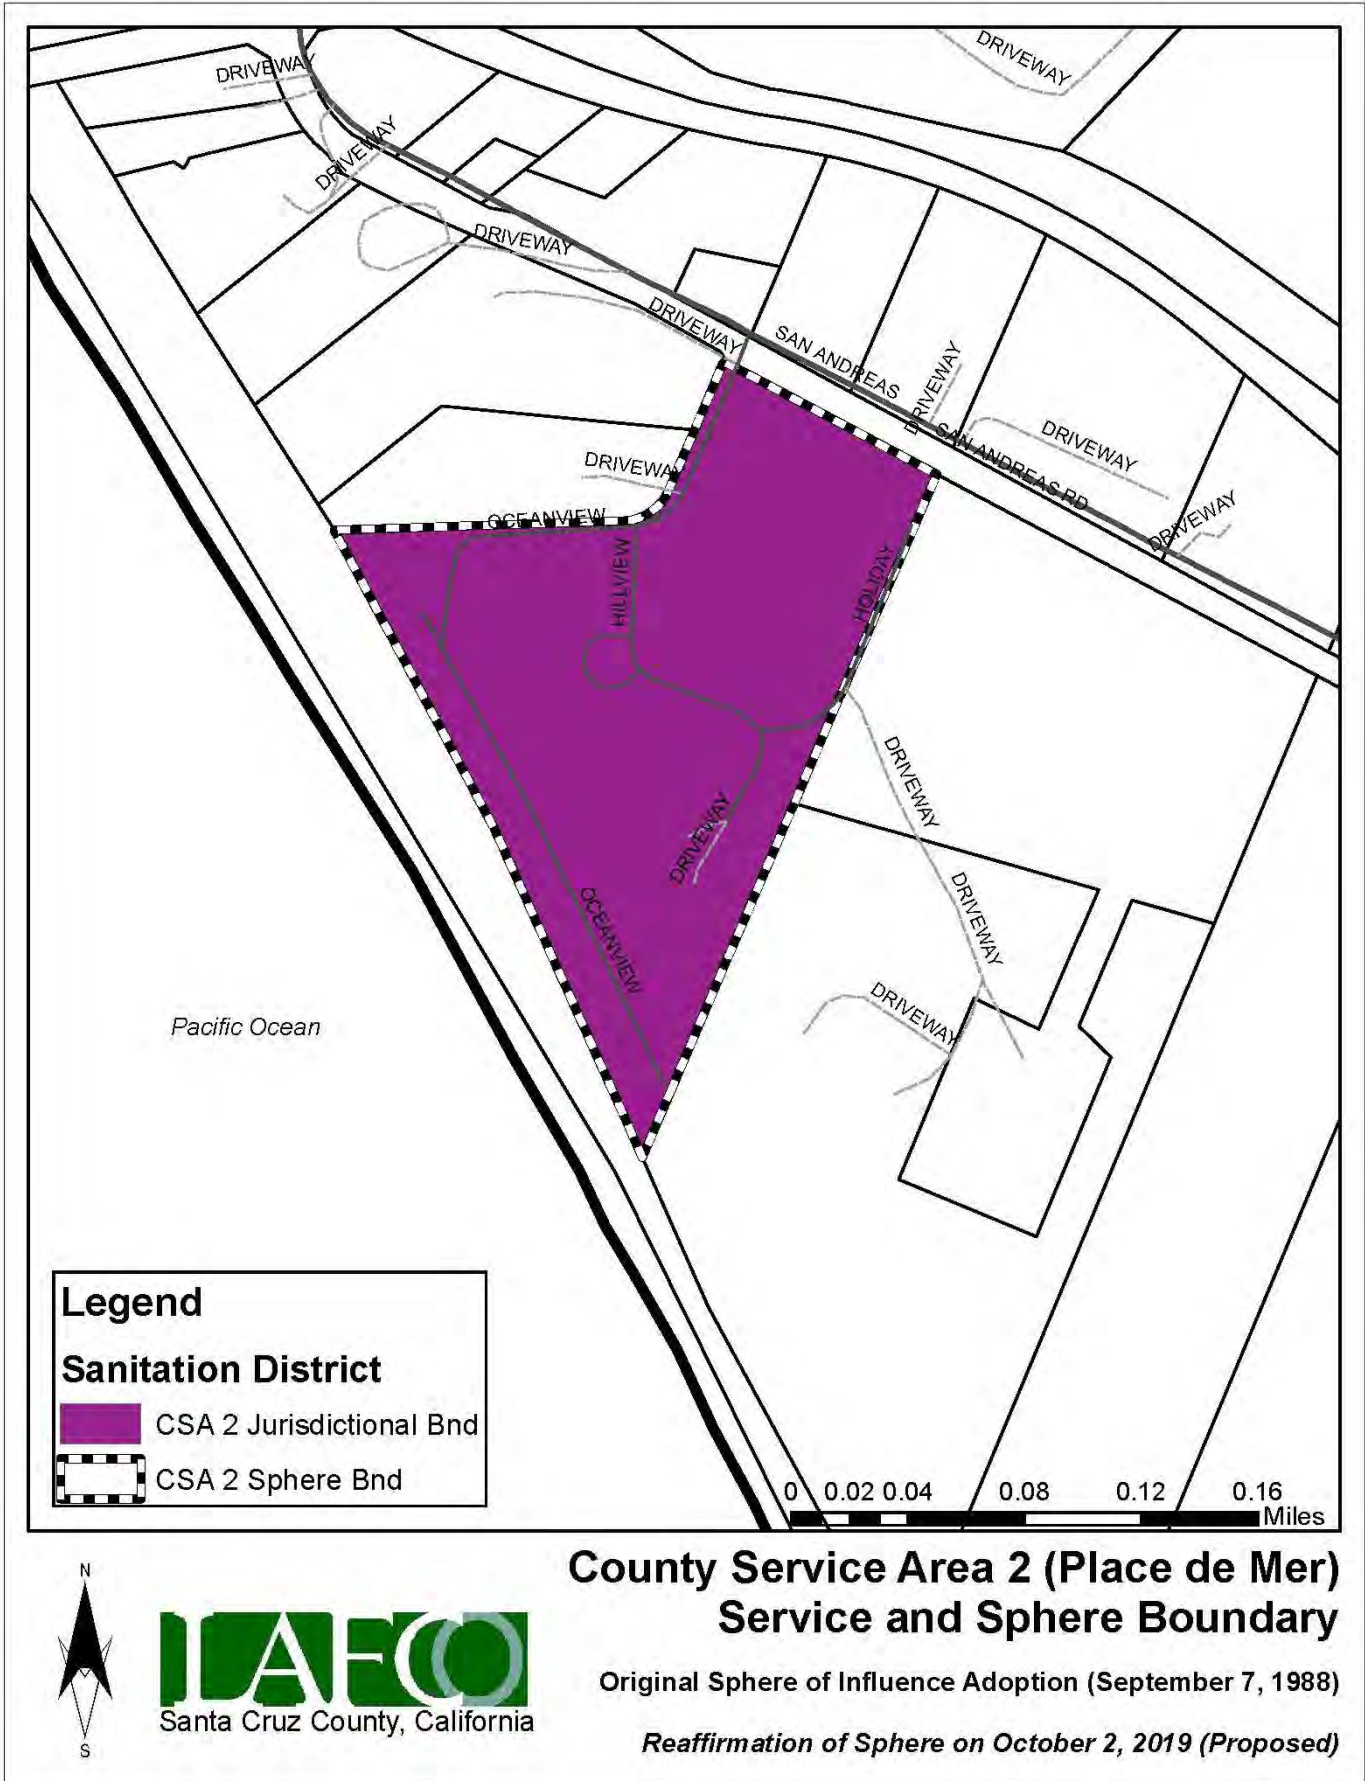 DRIVEWAY
DRIVEWAY
DRIVEWAY
DRIVEWAY
DRIVEWAY
SAN ANDREAS
DRIVEWAY
SAN ANDREAS RD
DRIVEWAY
DRIVEWAY
DRIVEWAY
OCEANVIEW
HILLVIEW
HOLIDAY
DRIVEWAY
DRIVEWAY
DRIVEWAY
OCEANVIEW
DRIVEWAY
Pacific Ocean
Legend
Sanitation District
CSA 2 Jurisdictional Bnd
CSA 2 Sphere Bnd
0 0.02 0.04 0.08 0.12 0.16
Miles
County Service Area 2 (Place de Mer)
Service and Sphere Boundary
Original Sphere of Influence Adoption (September 7, 1988)
Reaffirmation of Sphere on October 2, 2019 (Proposed)
N
S
LAFCO
Santa Cruz County, California